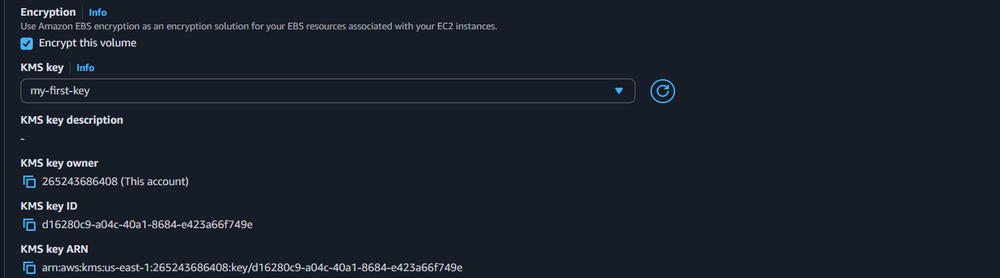 Encryption Info
Use Amazon EBS encryption as an encryption solution for your EBS resources associated with your EC2 instances.
Encrypt this volume
KMS key Info
my-first-key
KMS key description
-
KMS key owner
265243686408 (This account)
KMS key ID
d16280c9-a04c-40a1-8684-e423a66f749e
KMS key ARN
arn:aws:kms:us-east-1:265243686408:key/d16280c9-a04c-40a1-8684-e423a66f749e